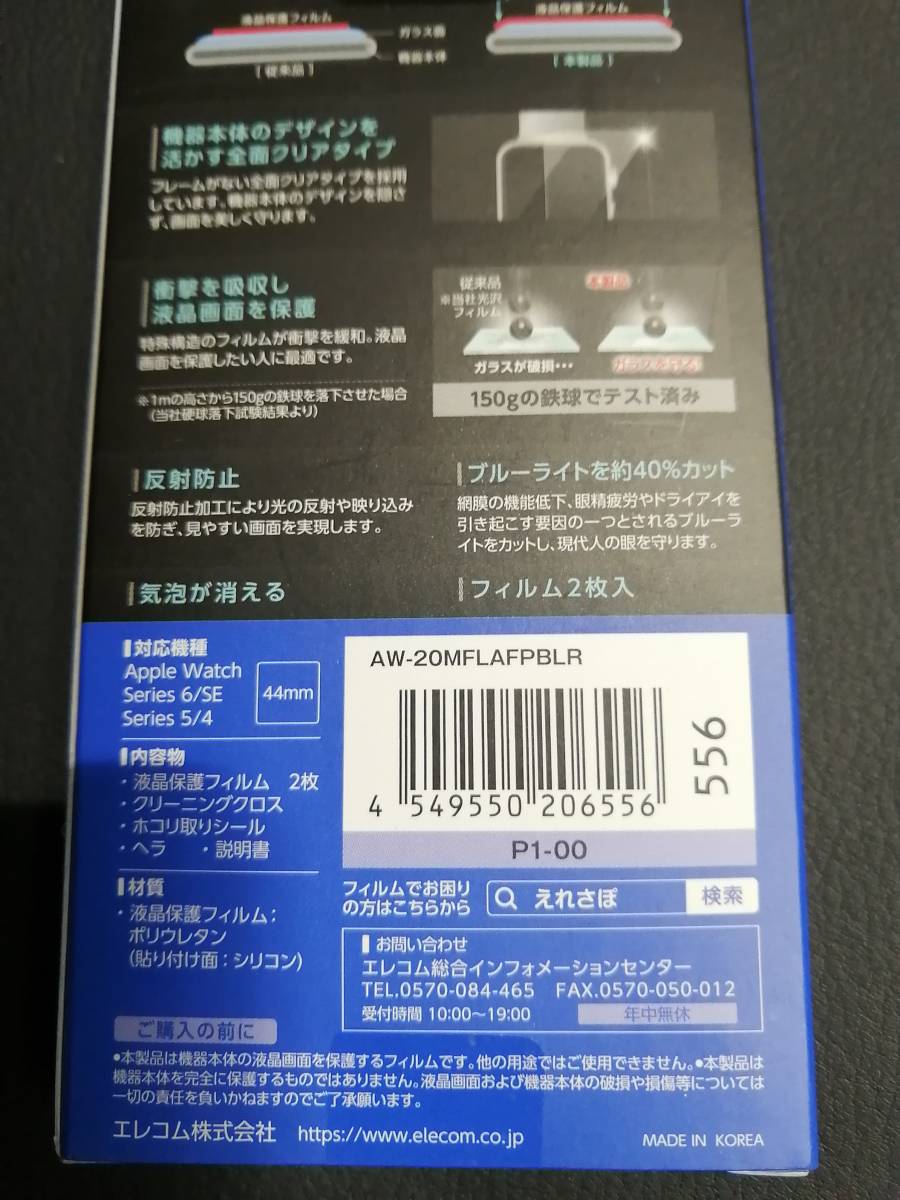 液晶保護フィルム
ガラス面
機器本体
[従来品]
液晶保護フィルム
[本製品]
機器本体のデザインを
活かす全面クリアタイプ
フレームがない全面クリアタイプを採用
しています。機器本体のデザインを隠さ
ず、画面を美しく守ります。
衝撃を吸収し
液晶画面を保護
特殊構造のフィルムが衝撃を緩和。液晶
画面を保護したい人に最適です。
※1mの高さから150gの鉄球を落下させた場合
(当社硬球落下試験結果より)
従来品
※当社光沢
フィルム
ガラスが破損・・・
本製品
ガラスを守る!
150gの鉄球でテスト済み
反射防止
反射防止加工により光の反射や映り込み
を防ぎ、見やすい画面を実現します。
ブルーライトを約40%カット
網膜の機能低下、眼精疲労やドライアイを
引き起こす要因の一つとされるブルーラ
イトをカットし、現代人の眼を守ります。
気泡が消える
フィルム2枚入
対応機種
Apple Watch
Series 6/SE
Series 5/4
44mm
内容物
・液晶保護フィルム 2枚
・クリーニングクロス
・ホコリ取りシール
・ヘラ ・説明書
材質
・液晶保護フィルム:
ポリウレタン
(貼り付け面:シリコン)
AW-20MFLAFPBLR
556
4 549550 206556
P1-00
フィルムでお困り
の方はこちらから
えれさぽ 検索
お問い合わせ
エレコム総合インフォメーションセンター
TEL.0570-084-465 FAX.0570-050-012
受付時間 10:00~19:00 年中無休
ご購入の前に
●本製品は機器本体の液晶画面を保護するフィルムです。他の用途ではご使用できません。●本製品は
機器本体を完全に保護するものではありません。液晶画面および機器本体の破損や損傷等については
一切の責任を負いかねますのでご了承願います。
エレコム株式会社 https://www.elecom.co.jp
MADE IN KOREA